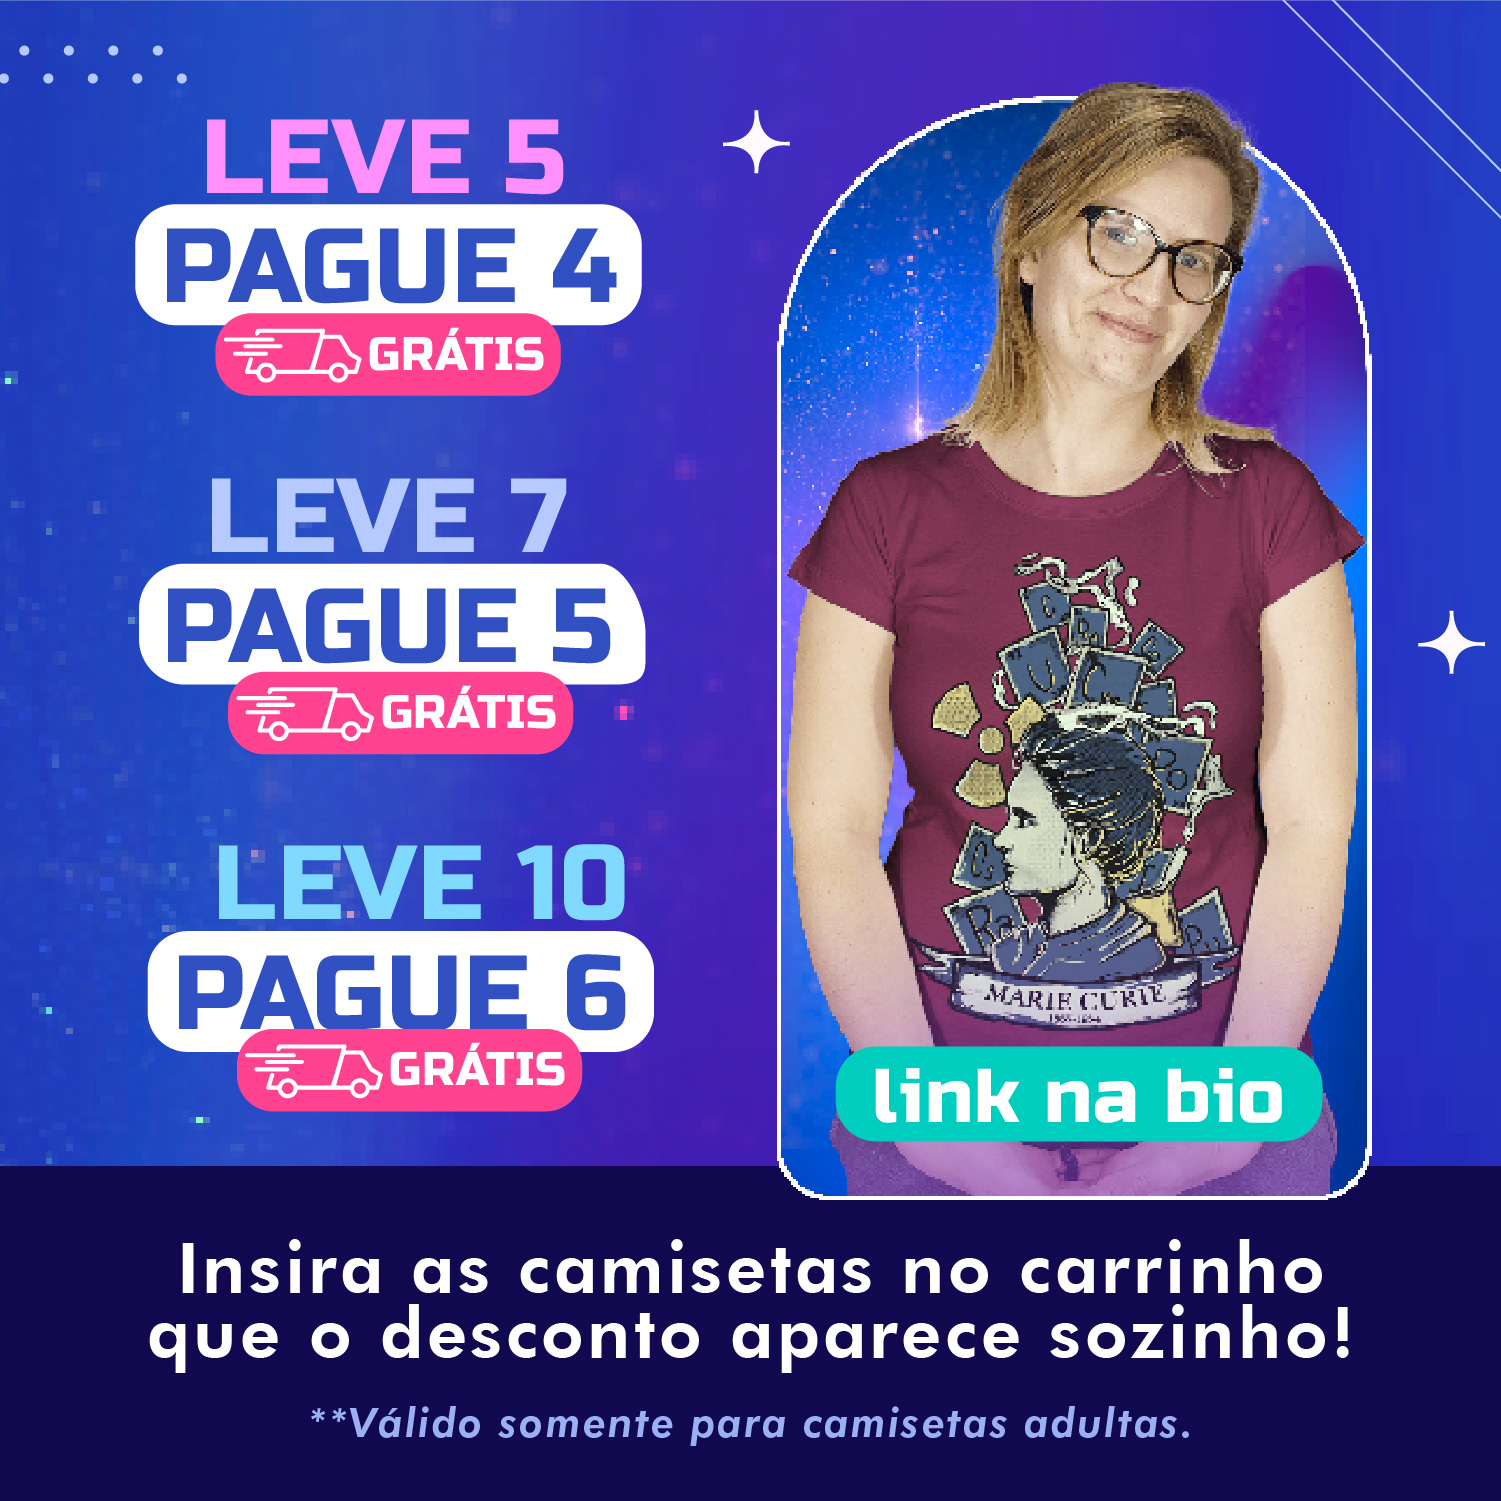 LEVE 5
PAGUE 4
GRÁTIS
LEVE 7
PAGUE 5
GRÁTIS
LEVE 10
PAGUE 6
GRÁTIS
Ra
MARIE CURIE
link na bio
Insira as camisetas no carrinho
que o desconto aparece sozinho!
**Válido somente para camisetas adultas.